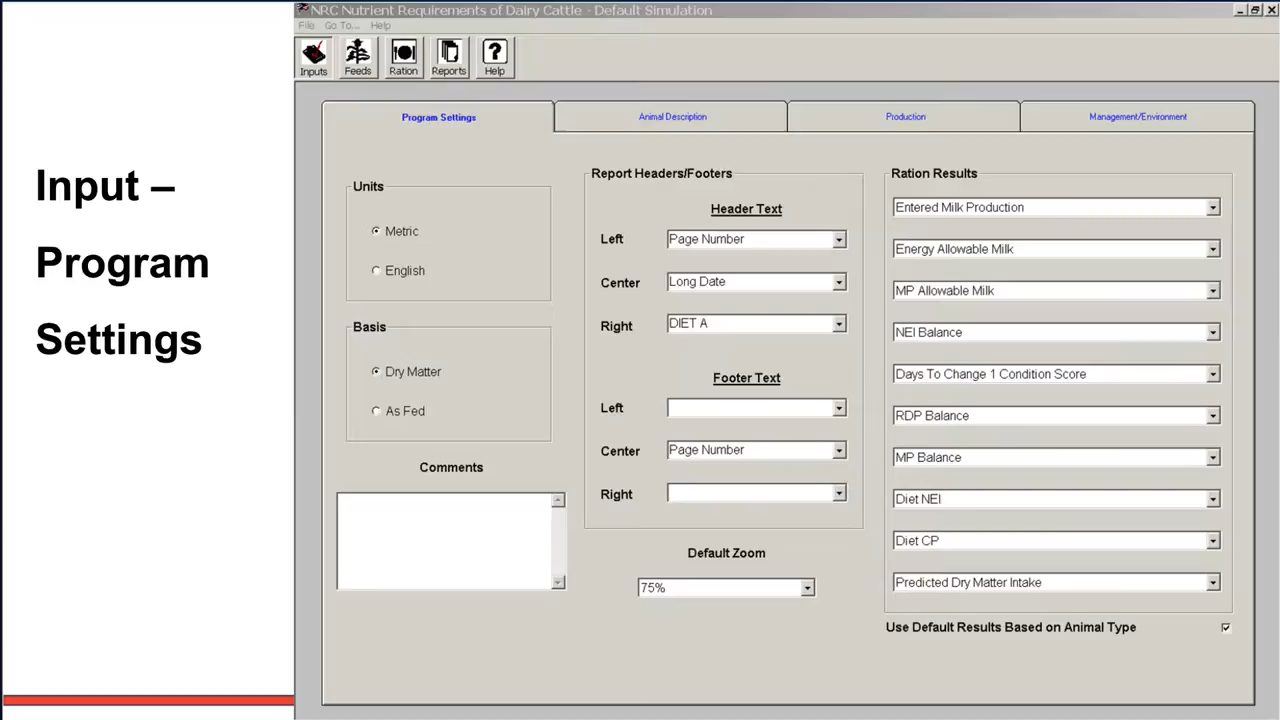 NRC Nutrient Requirements of Dairy Cattle - Default Simulation
File Go To... Help
Inputs Feeds Ration Reports Help
Program Settings Animal Description Production Management/Environment
Input –
Program
Settings
Units
Metric
English
Basis
Dry Matter
As Fed
Comments
Report Headers/Footers
Header Text
Left Page Number
Center Long Date
Right DIET A
Footer Text
Left
Center Page Number
Right
Default Zoom
75%
Ration Results
Entered Milk Production
Energy Allowable Milk
MP Allowable Milk
NEl Balance
Days To Change 1 Condition Score
RDP Balance
MP Balance
Diet NEl
Diet CP
Predicted Dry Matter Intake
Use Default Results Based on Animal Type